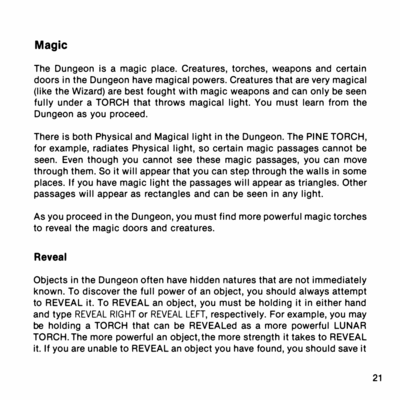 Magic
The Dungeon is a magic place. Creatures, torches, weapons and certain
doors in the Dungeon have magical powers. Creatures that are very magical
(like the Wizard) are best fought with magic weapons and can only be seen
fully under a TORCH that throws magical light. You must learn from the
Dungeon as you proceed.
There is both Physical and Magical light in the Dungeon. The PINE TORCH,
for example, radiates Physical light, so certain magic passages cannot be
seen. Even though you cannot see these magic passages, you can move
through them. So it will appear that you can step through the walls in some
places. If you have magic light the passages will appear as triangles. Other
passages will appear as rectangles and can be seen in any light.
As you proceed in the Dungeon, you must find more powerful magic torches
to reveal the magic doors and creatures.
Reveal
Objects in the Dungeon often have hidden natures that are not immediately
known. To discover the full power of an object, you should always attempt
to REVEAL it. To REVEAL an object, you must be holding it in either hand
and type REVEAL RIGHT or REVEAL LEFT, respectively. For example, you may
be holding a TORCH that can be REVEALed as a more powerful LUNAR
TORCH. The more powerful an object, the more strength it takes to REVEAL
it. If you are unable to REVEAL an object you have found, you should save it
21